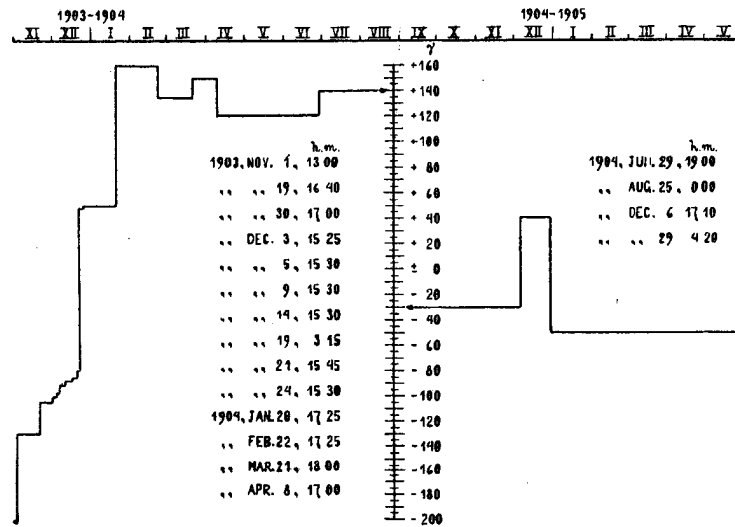 1903-1904
1904-1905
XI XII I II III IV V VI VII VIII IX X XI XII I II III IV V
γ
+160
+140
+120
+100
+ 80
+ 60
+ 40
+ 20
± 0
- 20
- 40
- 60
- 80
-100
-120
-140
-160
-180
-200
h. m.
1903, NOV. 1, 13 00
,, ,, 19, 16 40
,, ,, 30, 17 00
,, DEC. 3, 15 25
,, ,, 5, 15 30
,, ,, 9, 15 30
,, ,, 14, 15 30
,, ,, 19, 3 15
,, ,, 21, 15 45
,, ,, 24, 15 30
1904, JAN. 20, 17 25
,, FEB. 22, 17 25
,, MAR. 21, 18 00
,, APR. 8, 17 00
h. m.
1904, JUN. 29, 19 00
,, AUG. 25, 0 00
,, DEC. 6 17 10
,, ,, 29 4 20